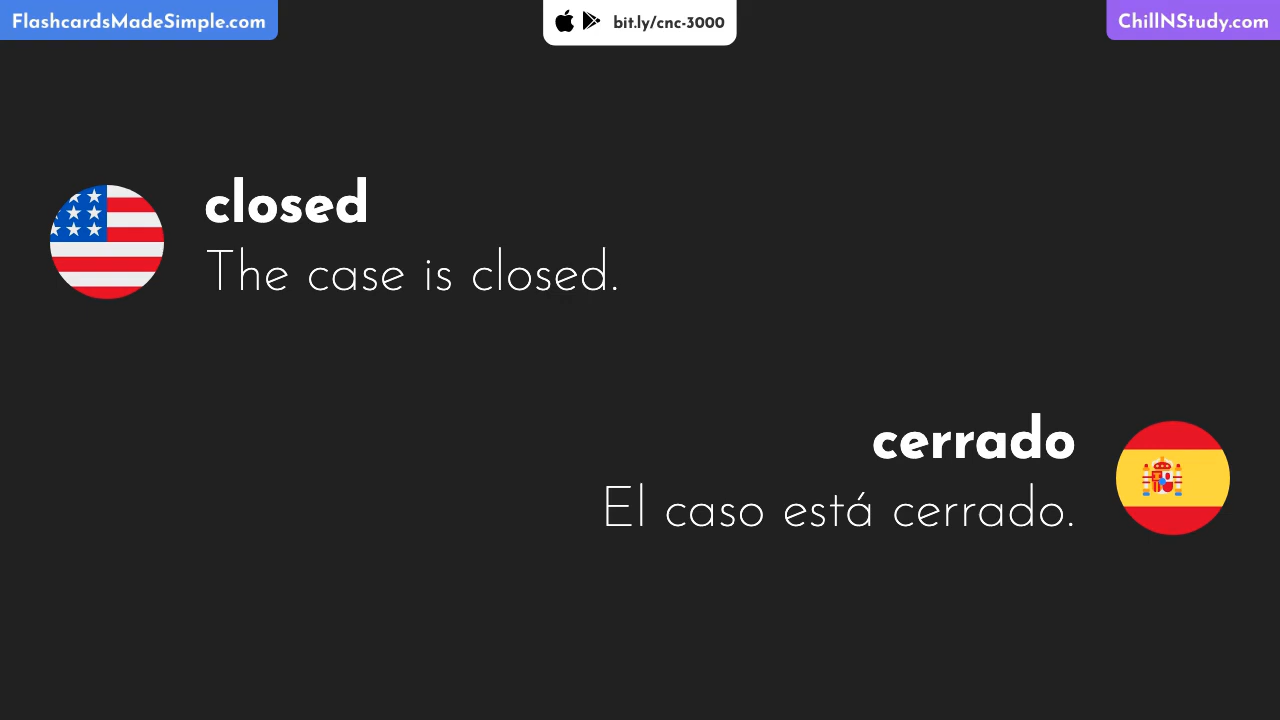 FlashcardsMadeSimple.com
bit.ly/cnc-3000
ChillNStudy.com
closed
The case is closed.
cerrado
El caso está cerrado.